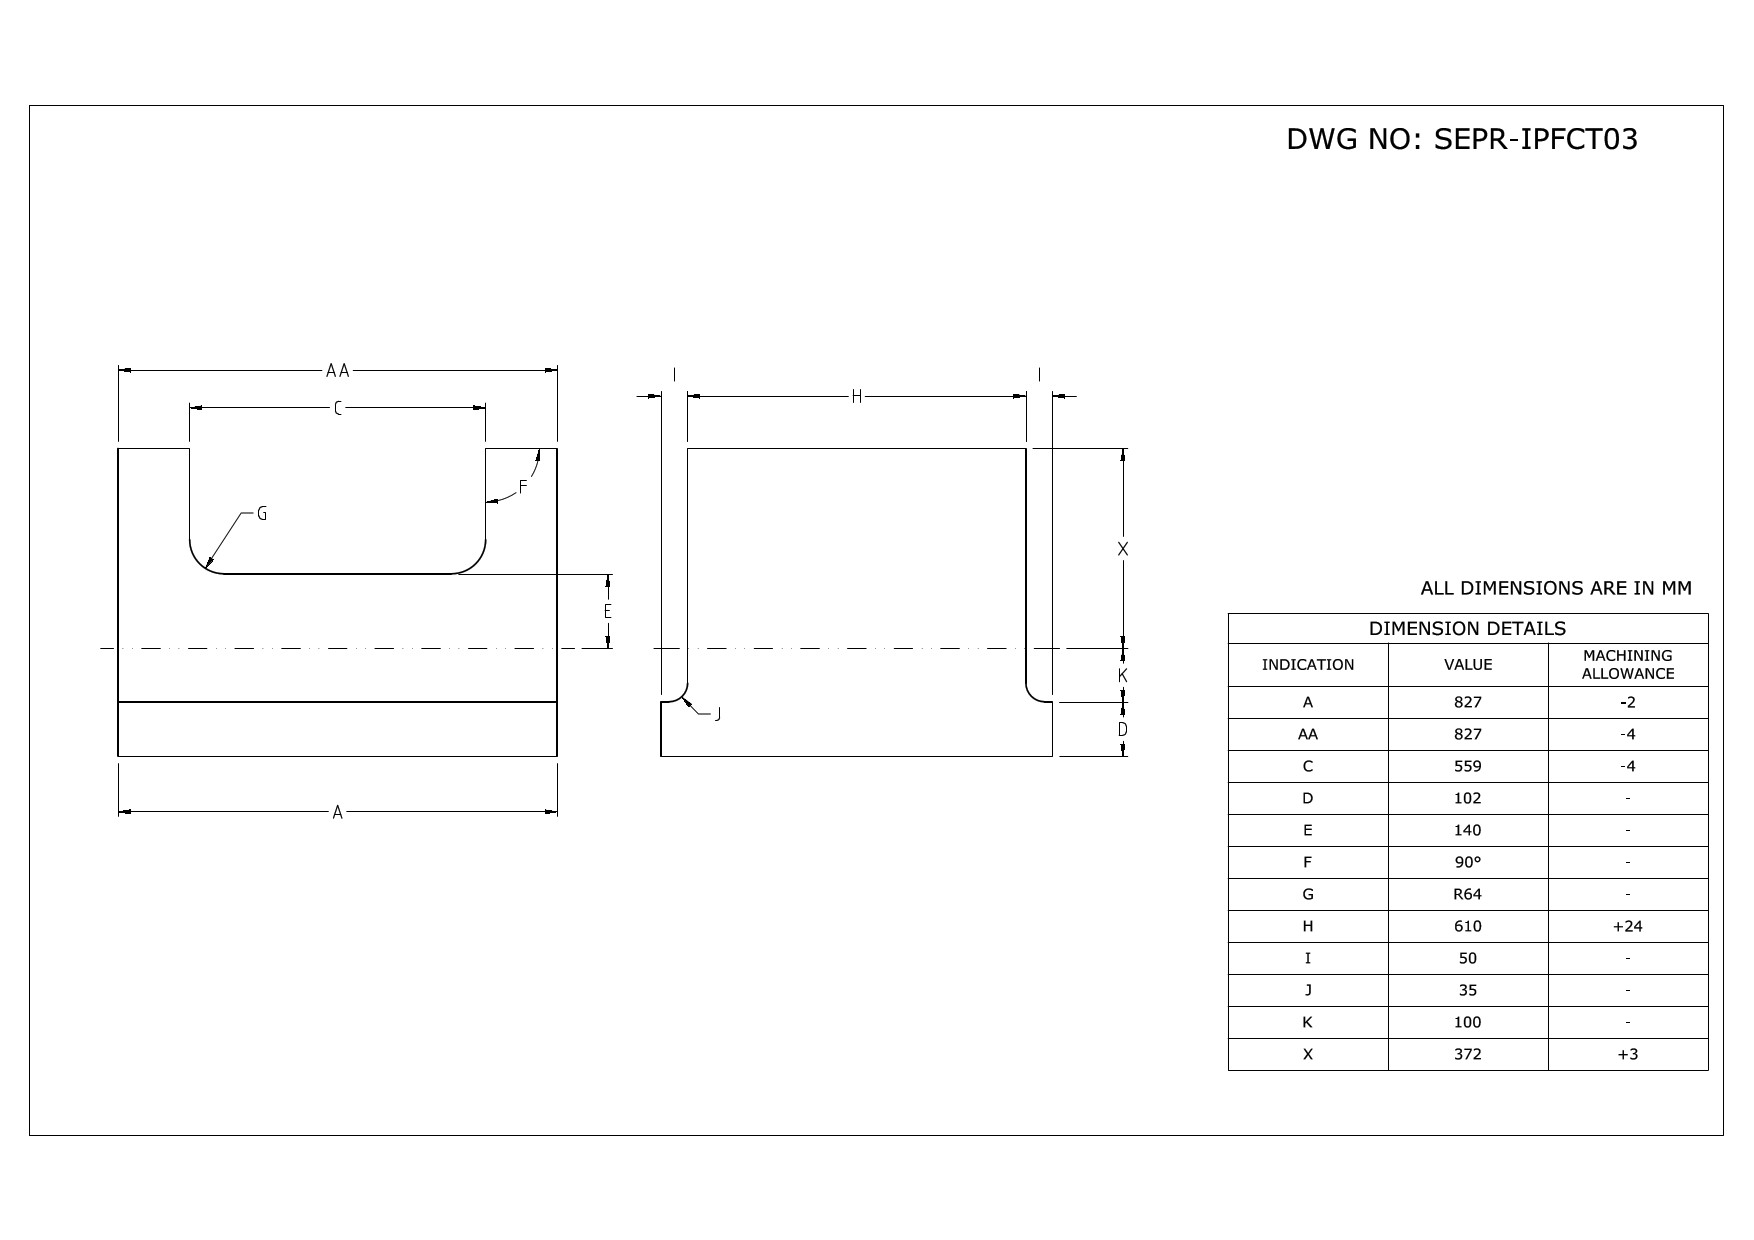 DWG NO: SEPR-IPFCT03
AA
C
I
H
I
F
G
X
E
K
J
D
A
ALL DIMENSIONS ARE IN MM
DIMENSION DETAILS
INDICATION VALUE MACHINING ALLOWANCE
A 827 -2
AA 827 -4
C 559 -4
D 102 -
E 140 -
F 90° -
G R64 -
H 610 +24
I 50 -
J 35 -
K 100 -
X 372 +3